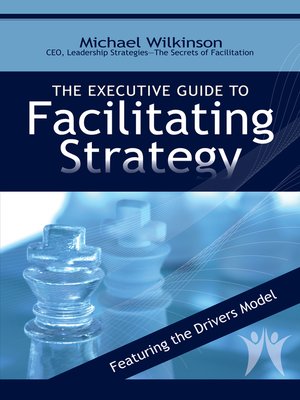 Michael Wilkinson
CEO, Leadership Strategies—The Secrets of Facilitation
THE EXECUTIVE GUIDE TO
Facilitating
Strategy
Featuring the Drivers Model